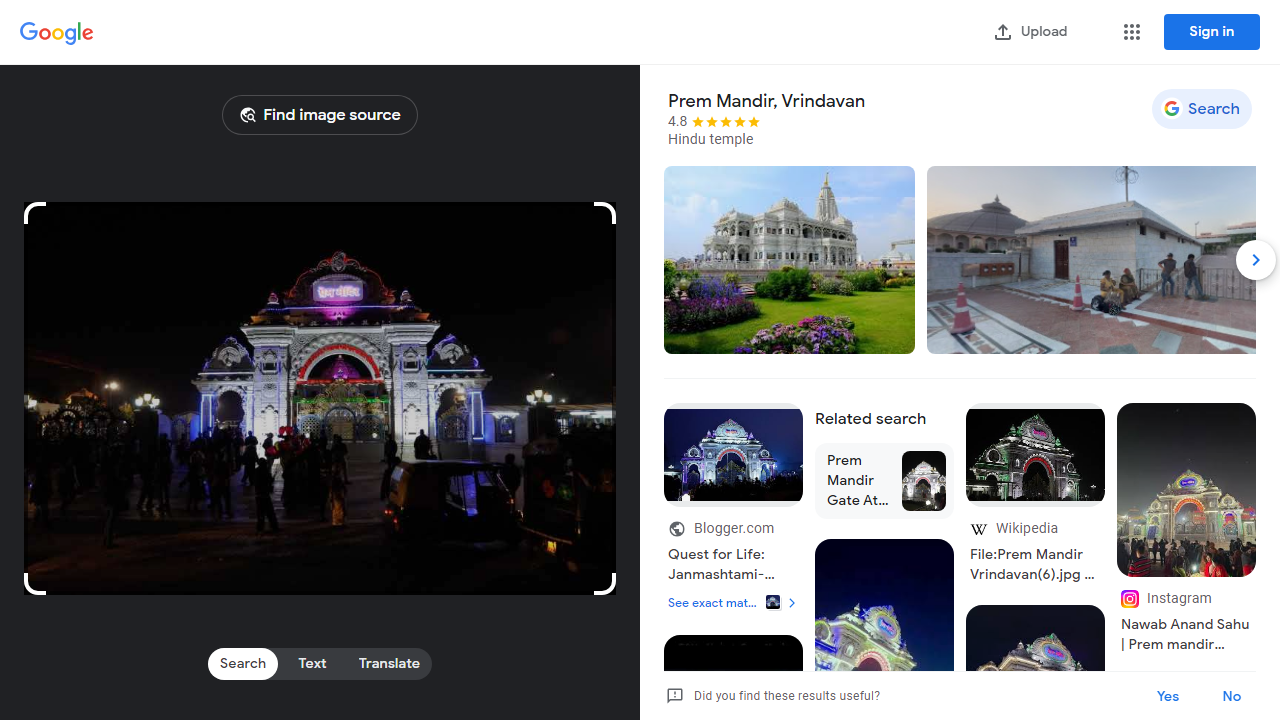 Google
Upload
Sign in
Find image source
प्रेम मंदिर
Search
Text
Translate
Prem Mandir, Vrindavan
4.8
Hindu temple
Search
Related search
Prem
Mandir
Gate At...
Blogger.com
Quest for Life:
Janmashtami-...
See exact mat...
Wikipedia
File:Prem Mandir
Vrindavan(6).jpg ...
Instagram
Nawab Anand Sahu
| Prem mandir...
Did you find these results useful?
Yes
No